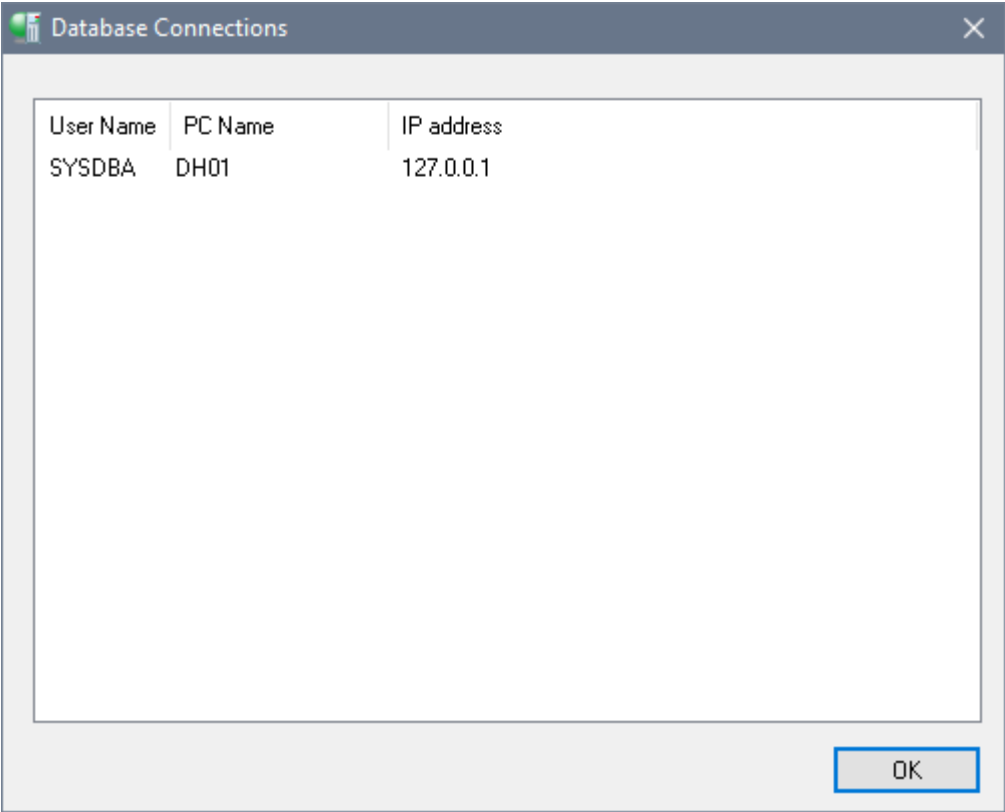 Database Connections
User Name PC Name IP address
SYSDBA DH01 127.0.0.1
OK